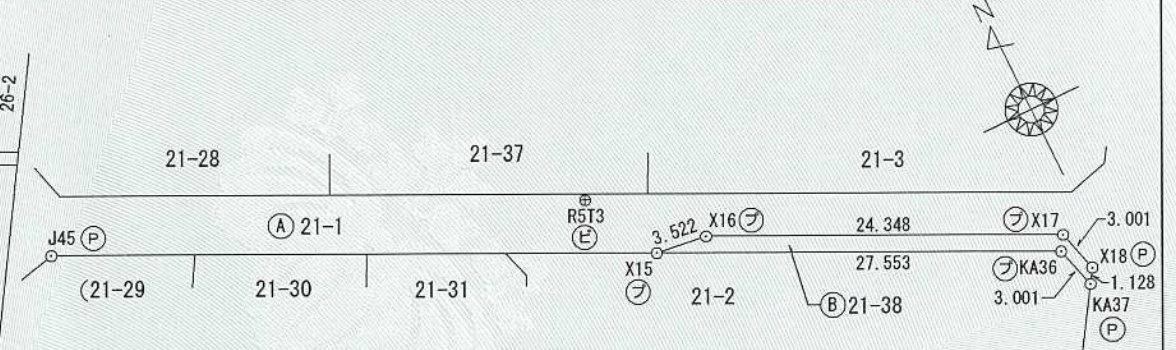 N
26-2
21-28
21-37
21-3
Ⓐ 21-1
R5T3
㋪
J45 Ⓟ
3.522
X16 ㋫
24.348
㋫ X17
3.001
X15
㋫
27.553
㋫ KA36
X18 Ⓟ
1.128
3.001
KA37
Ⓟ
(21-29
21-30
21-31
21-2
Ⓑ 21-38